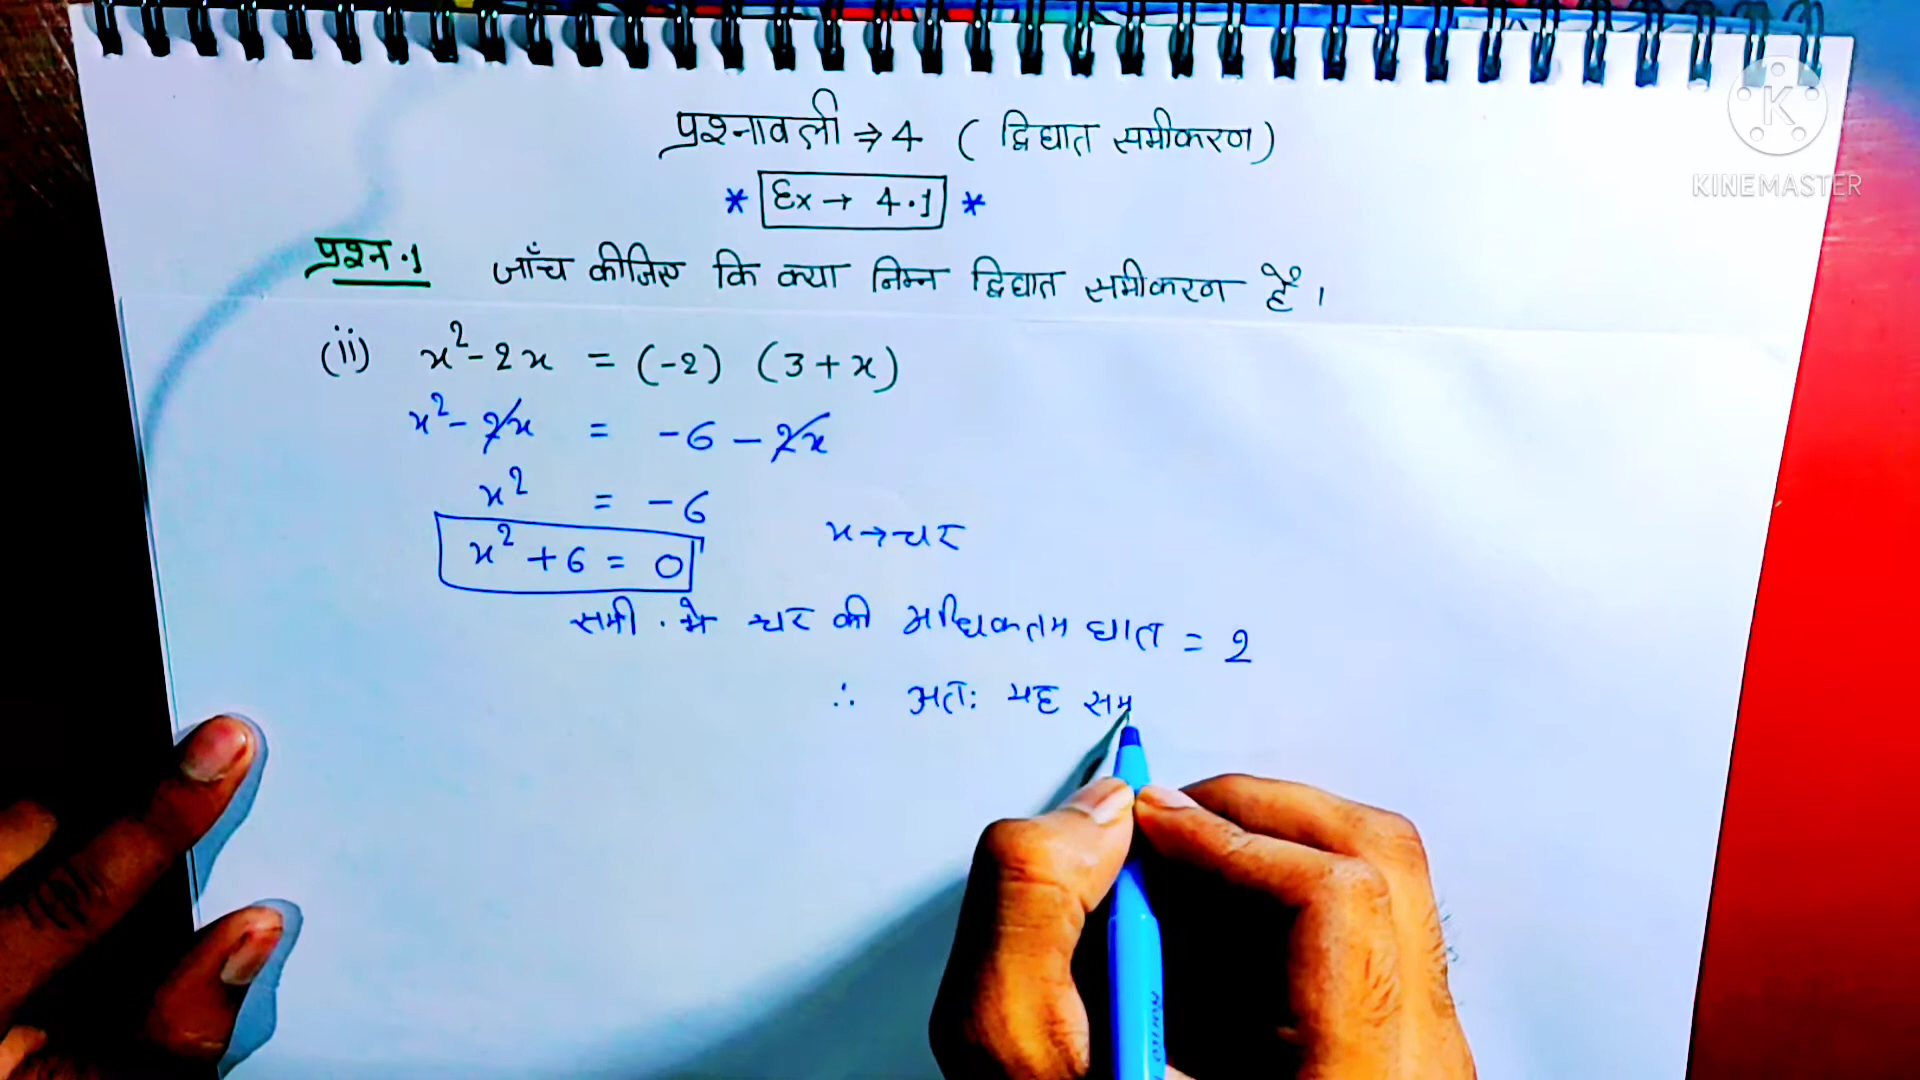 प्रश्नावली ⇒ 4 ( द्विघात समीकरण )
* Ex → 4.1 *
प्रश्न.1 जाँच कीजिए कि क्या निम्न द्विघात समीकरण हैं ।
(ii) x² - 2x = (-2) (3 + x)
x² - 2x = -6 - 2x
x² = -6
x² + 6 = 0
x → चर
समी . मे चर की अधिकतम घात = 2
∴ अतः यह सम
K
KINEMASTER